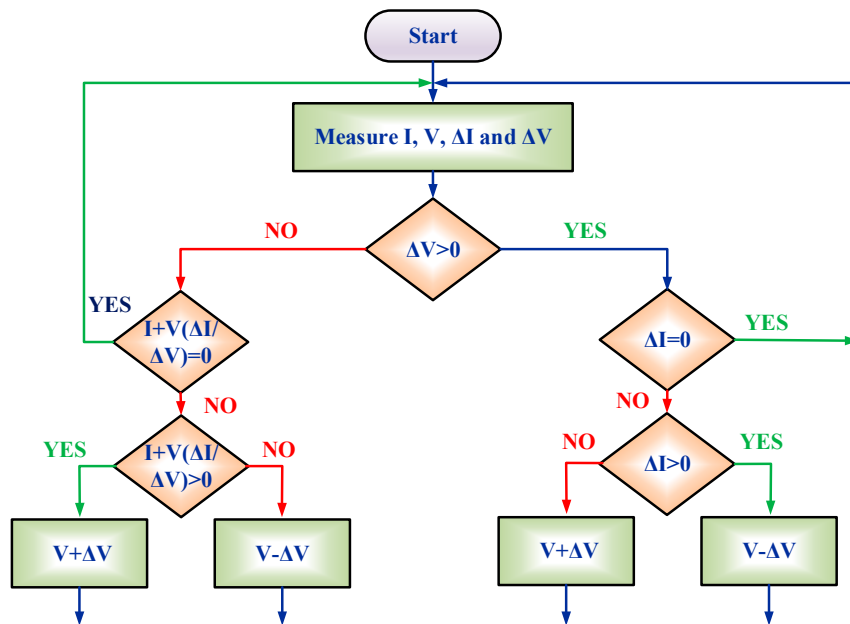 Start
Measure I, V, ΔI and ΔV
NO
YES
ΔV>0
YES
I+V(ΔI/
ΔV)=0
ΔI=0
YES
NO
NO
YES
I+V(ΔI/
ΔV)>0
NO
NO
ΔI>0
YES
V+ΔV
V-ΔV
V+ΔV
V-ΔV